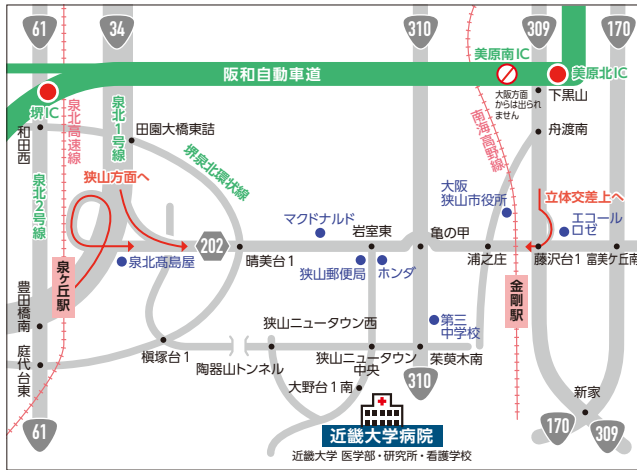 61
34
310
309
170
美原南IC
美原北IC
阪和自動車道
堺IC
大阪方面
からは出られ
ません
下黒山
和田西
泉北高速線
泉北1号線
田園大橋東詰
南海高野線
舟渡南
堺泉北環状線
狭山方面へ
泉北2号線
大阪
狭山市役所
立体交差上へ
マクドナルド
エコール
ロゼ
岩室東
亀の甲
202
泉ヶ丘駅
泉北髙島屋
晴美台1
狭山郵便局
ホンダ
浦之庄
藤沢台1
富美ケ丘南
金剛駅
豊田橋南
第三
中学校
狭山ニュータウン西
槇塚台1
陶器山トンネル
狭山ニュータウン
中央
茱萸木南
庭代台東
大野台1南
310
新家
61
近畿大学病院
170
309
近畿大学 医学部・研究所・看護学校